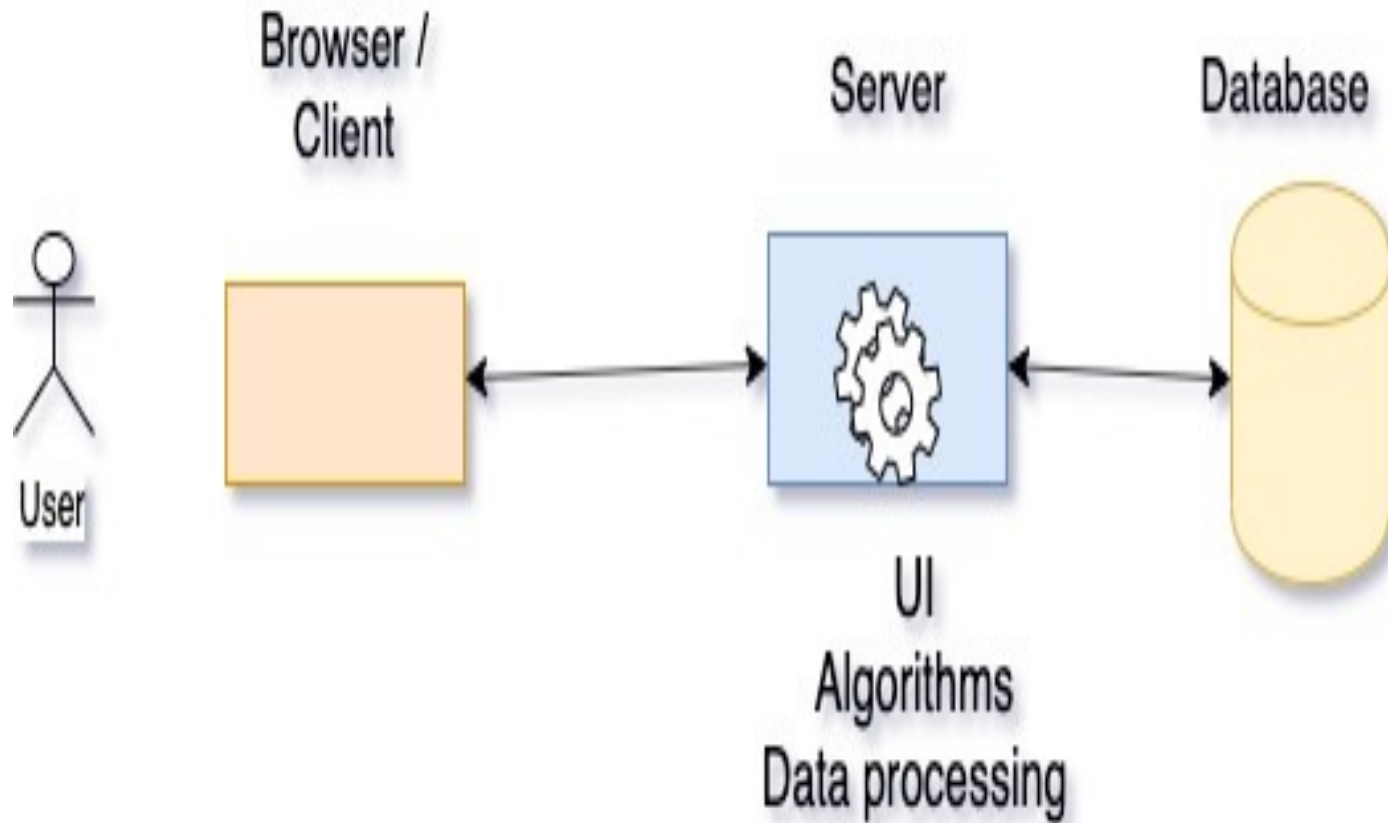 Browser /
Client
Server
Database
User
UI
Algorithms
Data processing